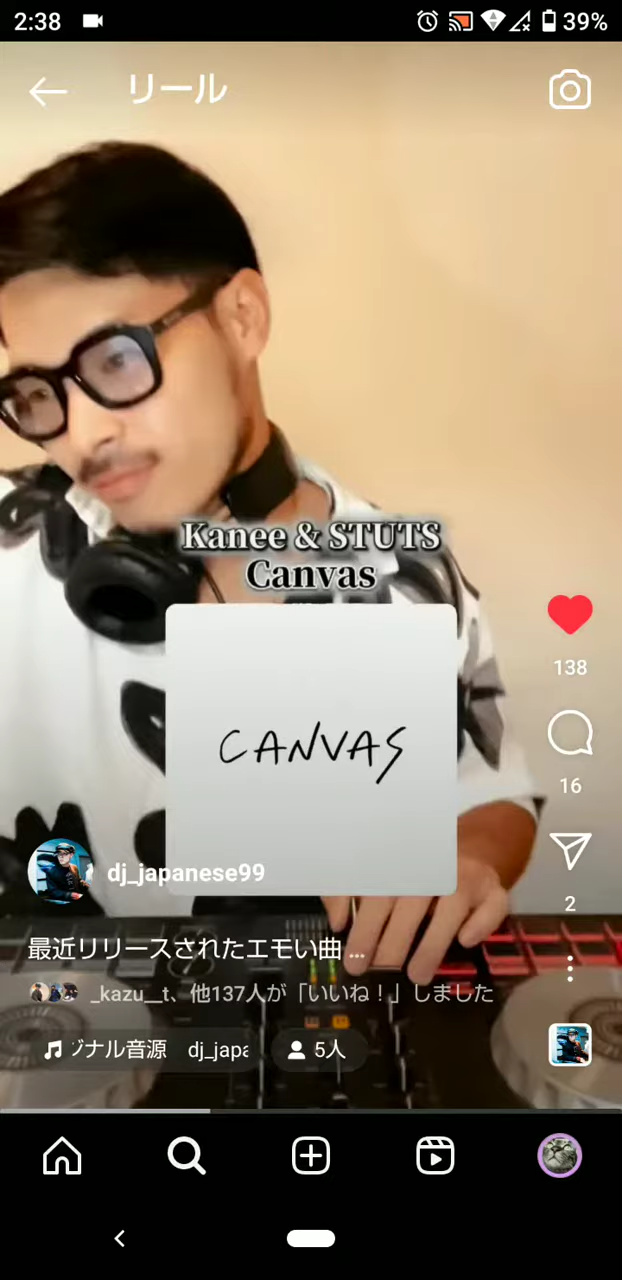 2:38
39%
リール
Kanee & STUTS
Canvas
CANVAS
138
16
2
dj_japanese99
最近リリースされたエモい曲 ...
_kazu__t、他137人が「いいね！」しました
ジナル音源 dj_japa
5人